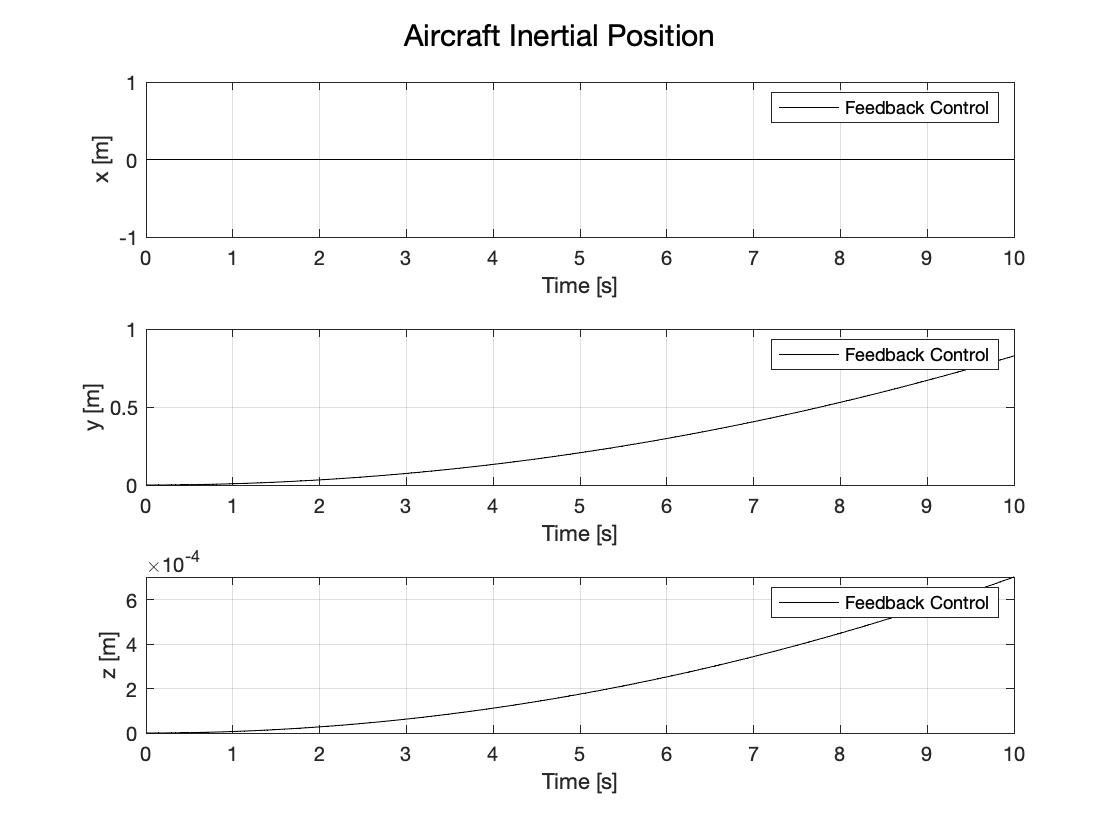 Aircraft Inertial Position
1
Feedback Control
x [m]
0
-1
0 1 2 3 4 5 6 7 8 9 10
Time [s]
1
Feedback Control
y [m]
0.5
0
0 1 2 3 4 5 6 7 8 9 10
Time [s]
×10-4
6
Feedback Control
z [m]
4
2
0
0 1 2 3 4 5 6 7 8 9 10
Time [s]